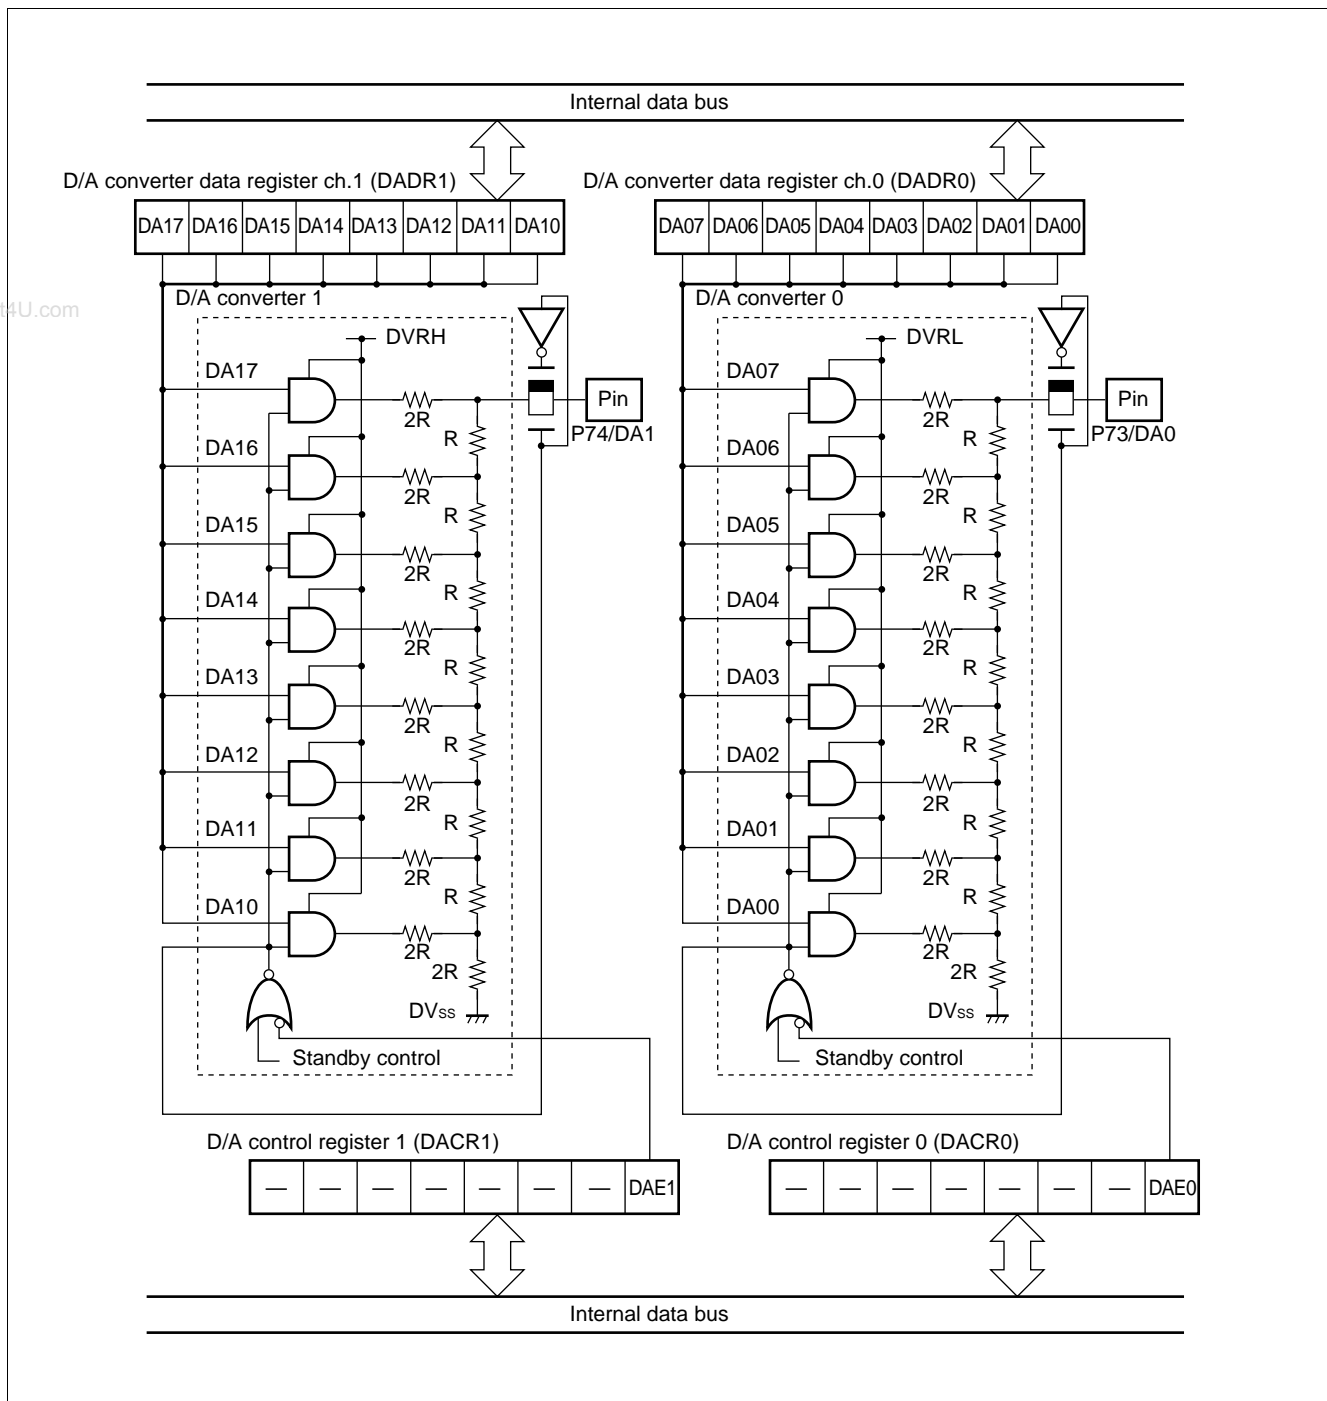 Internal data bus
D/A converter data register ch.1 (DADR1)
D/A converter data register ch.0 (DADR0)
DA17 DA16 DA15 DA14 DA13 DA12 DA11 DA10
DA07 DA06 DA05 DA04 DA03 DA02 DA01 DA00
t4U.com
D/A converter 1
DVRH
DA17
2R
R
Pin
P74/DA1
DA16
2R
R
DA15
2R
R
DA14
2R
R
DA13
2R
R
DA12
2R
R
DA11
2R
R
DA10
2R
2R
DVss
Standby control
D/A converter 0
DVRL
DA07
2R
R
Pin
P73/DA0
DA06
2R
R
DA05
2R
R
DA04
2R
R
DA03
2R
R
DA02
2R
R
DA01
2R
R
DA00
2R
2R
DVss
Standby control
D/A control register 1 (DACR1)
— — — — — — — DAE1
D/A control register 0 (DACR0)
— — — — — — — DAE0
Internal data bus